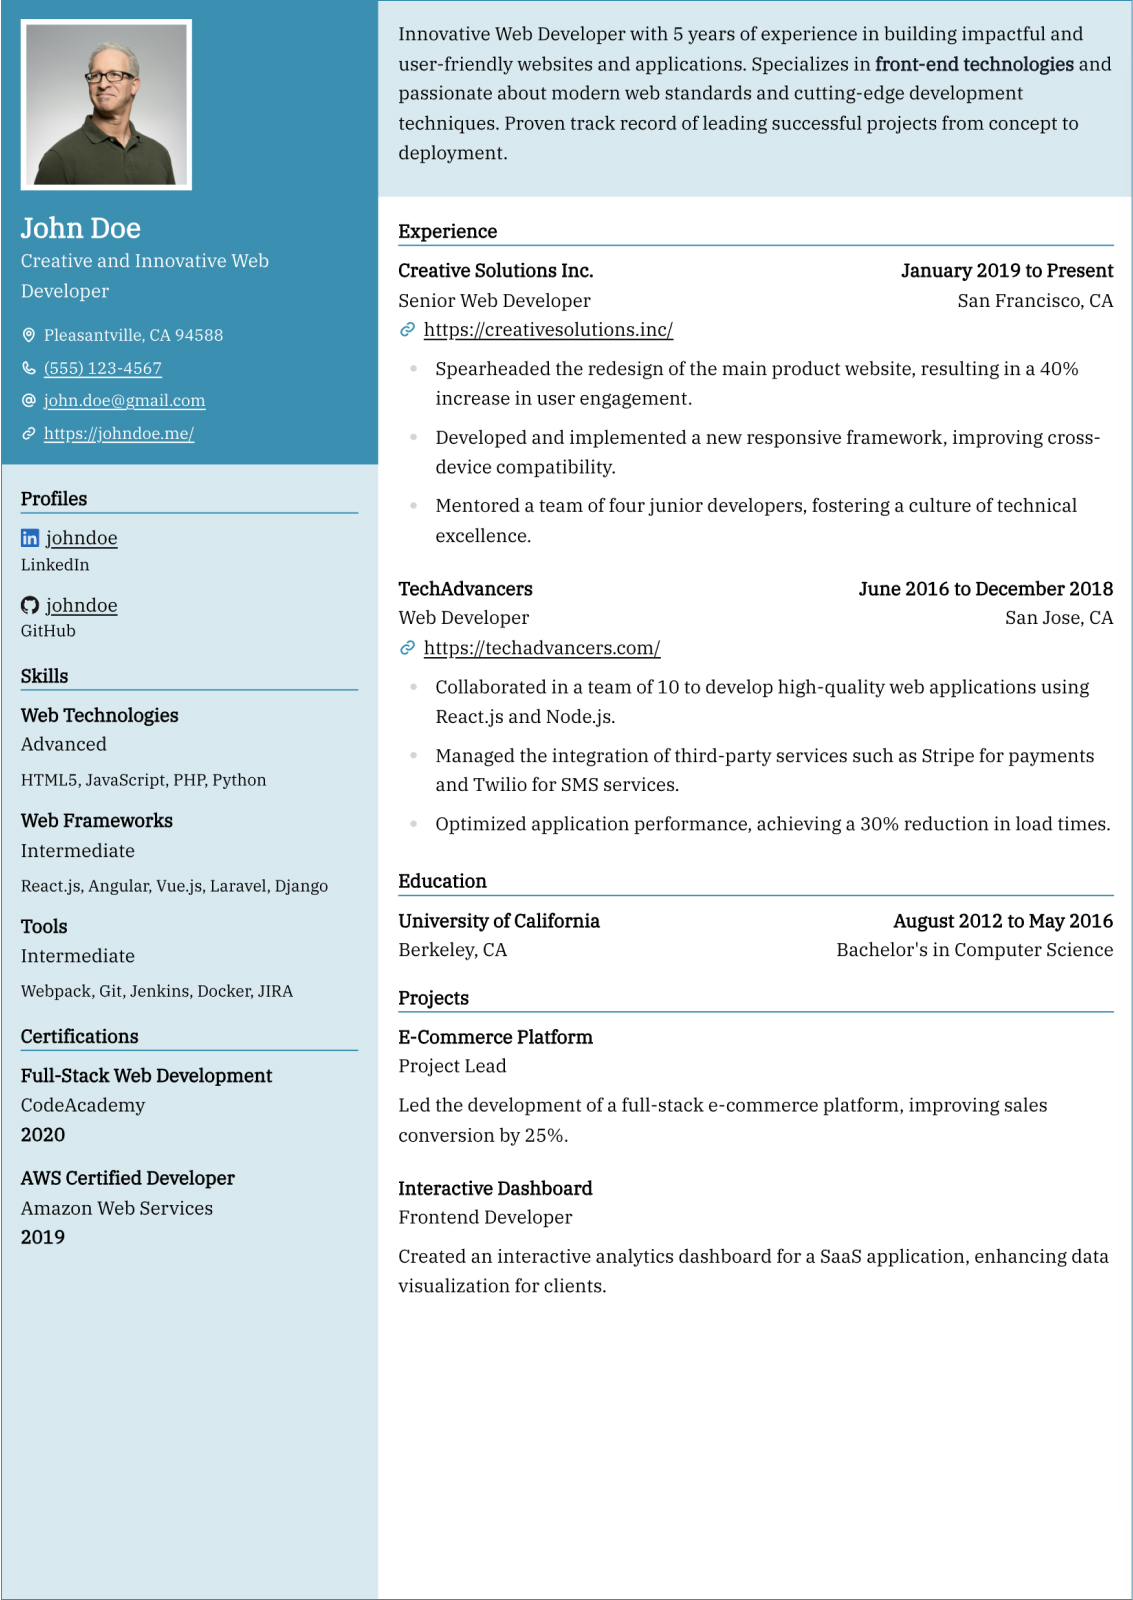 John Doe
Creative and Innovative Web
Developer
Pleasantville, CA 94588
(555) 123-4567
john.doe@gmail.com
https://johndoe.me/
Profiles
johndoe
LinkedIn
johndoe
GitHub
Skills
Web Technologies
Advanced
HTML5, JavaScript, PHP, Python
Web Frameworks
Intermediate
React.js, Angular, Vue.js, Laravel, Django
Tools
Intermediate
Webpack, Git, Jenkins, Docker, JIRA
Certifications
Full-Stack Web Development
CodeAcademy
2020
AWS Certified Developer
Amazon Web Services
2019
Innovative Web Developer with 5 years of experience in building impactful and
user-friendly websites and applications. Specializes in front-end technologies and
passionate about modern web standards and cutting-edge development
techniques. Proven track record of leading successful projects from concept to
deployment.
Experience
Creative Solutions Inc. January 2019 to Present
Senior Web Developer San Francisco, CA
https://creativesolutions.inc/
• Spearheaded the redesign of the main product website, resulting in a 40%
increase in user engagement.
• Developed and implemented a new responsive framework, improving cross-
device compatibility.
• Mentored a team of four junior developers, fostering a culture of technical
excellence.
TechAdvancers June 2016 to December 2018
Web Developer San Jose, CA
https://techadvancers.com/
• Collaborated in a team of 10 to develop high-quality web applications using
React.js and Node.js.
• Managed the integration of third-party services such as Stripe for payments
and Twilio for SMS services.
• Optimized application performance, achieving a 30% reduction in load times.
Education
University of California August 2012 to May 2016
Berkeley, CA Bachelor's in Computer Science
Projects
E-Commerce Platform
Project Lead
Led the development of a full-stack e-commerce platform, improving sales
conversion by 25%.
Interactive Dashboard
Frontend Developer
Created an interactive analytics dashboard for a SaaS application, enhancing data
visualization for clients.